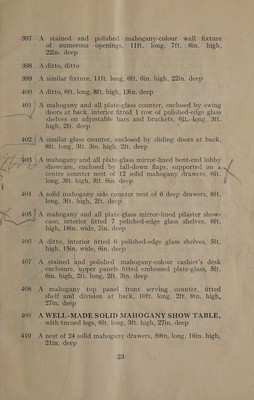 397 A stained and polished mahogany-colour wall fixture
of numerous openings, 11ft. long, 7ft. 6in. high,
22in. deep
398 A ditto, ditto
399 A similar fixture, 11ft. long, 6ft. 6in. high, 22in. deep
400 A ditto, 6ft. long, 8ft. high, 13in. deep
401 A mahogany and all plate-glass counter, enclosed by swing
doors at back, interior fitted 1 row of polished-edge glass
shelves on adjustable bars and brackets, 6ft. long, 3ft.
high, 2ft. deep
402 A similar glass counter, enclosed by sliding doors at back,
8ft. long, 3ft. 3in. high, 2ft. deep
403 A mahogany and all plate-glass mirror-lined bent-end lobby
showcase, enclosed by fall-down flaps, supported on a
centre counter nest of 12 solid mahogany drawers, 6ft.
long, 3ft. high, 3ft. 6in. deep
404 A solid mahogany side counter nest of 6 deep drawers, 8ft.
long, 3ft. high, 2ft. deep
405 A mahogany and all plate-glass mirror-lined pilaster show-
case, interior fitted 7 polished-edge glass shelves, 6ft.
high, 18in. wide, 7in. deep
406 A ditto, interior fitted 6 polished-edge glass shelves, 5ft.
high, 18in. wide, 6in. deep
407 A stained and polished mahogany-colour cashier's desk
enclosure, upper panels fitted embossed plate-glass, 5ft.
6in. high, 2ft. long, 2ft. 3in. deep
408 A mahogany top panel front serving counter, fitted
shelf and division at back, 10ft. long, 2ft. 9in. high,
27in. deep
409 A WELL-MADE SOLID MAHOGANY SHOW TABLE,
with turned legs, 6ft. long, 3ft. high, 27in. deep
410 A nest of 24 solid mahogany drawers, 89in. long, 16in. high,
21in. deep
23